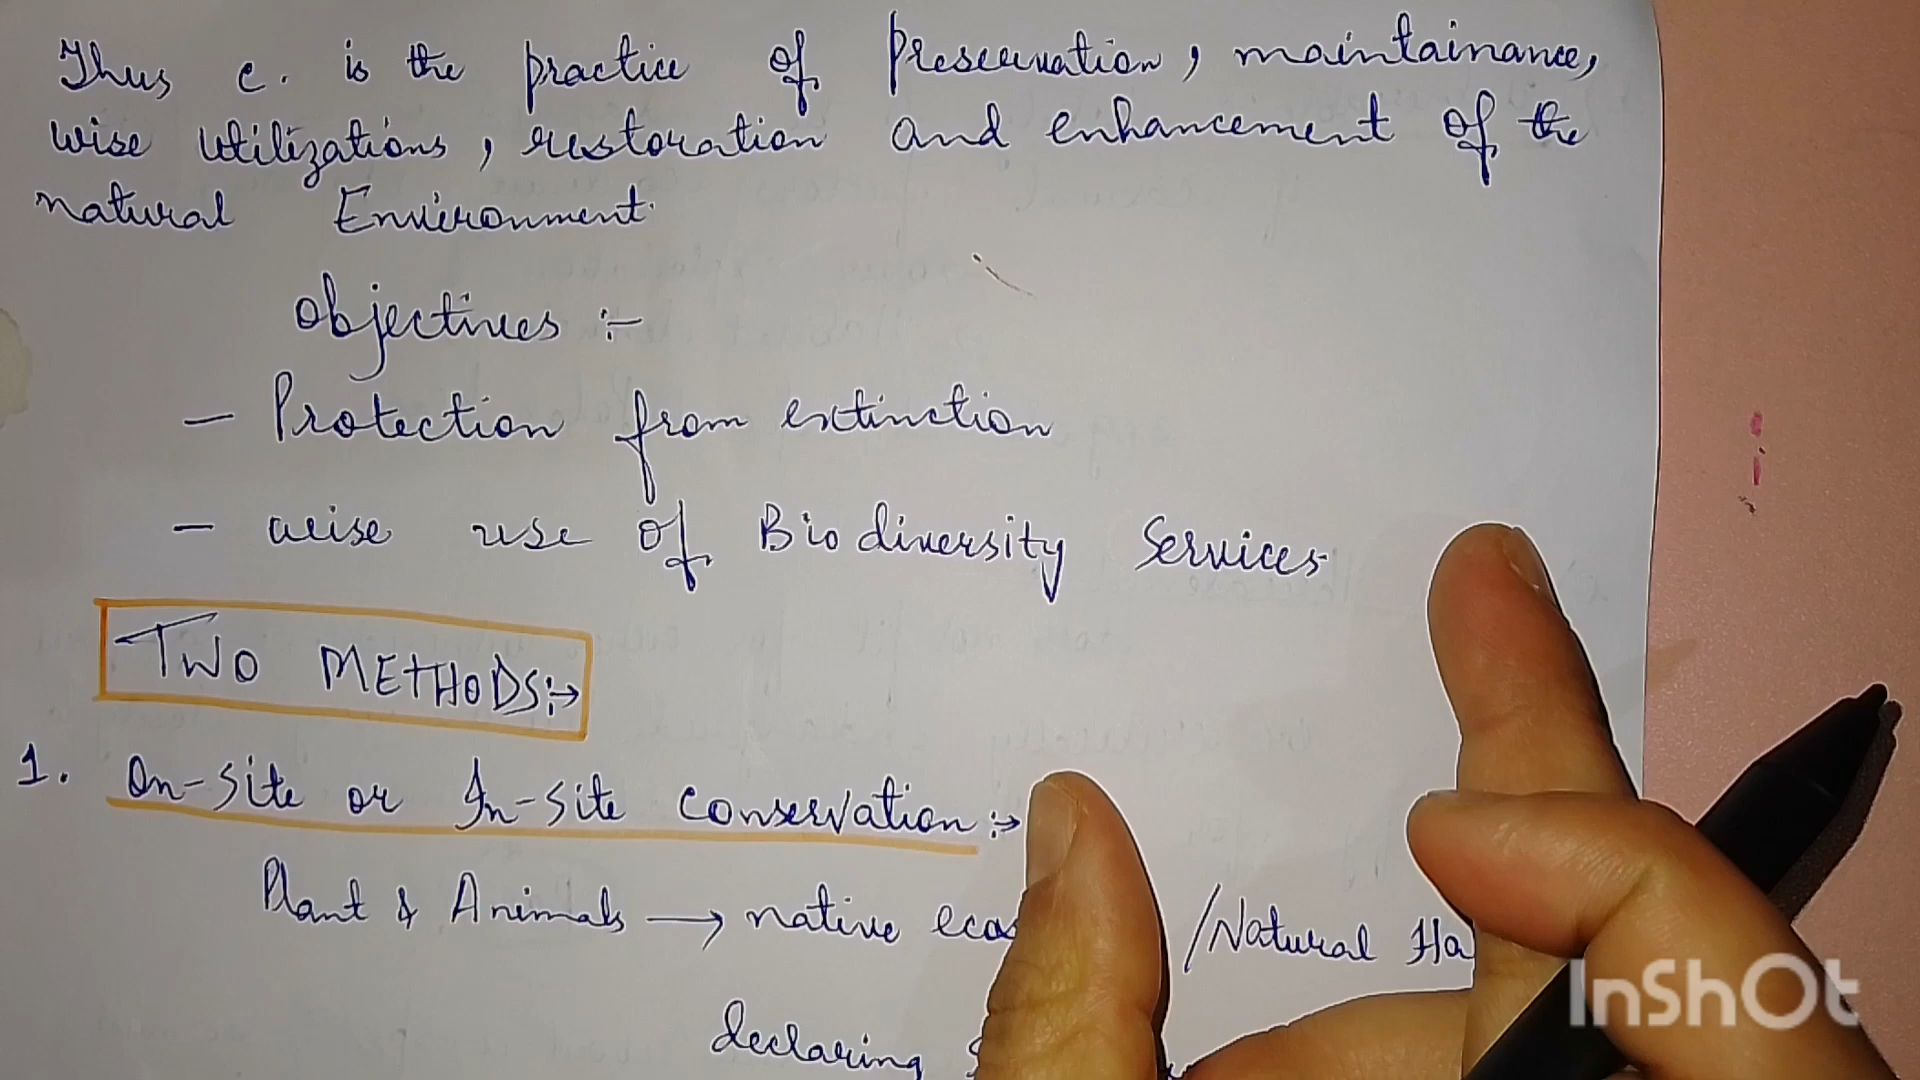 Thus c. is the practice of Preservation, maintainance,
wise utilizations, restoration and enhancement of the
natural Environment.
Objectives :-
- Protection from extinction
- wise use of Biodiversity Services.
TWO METHODS:→
1. On-Site or In-Site Conservation :→
Plant & Animals → native /Natural
declaring
InShOt